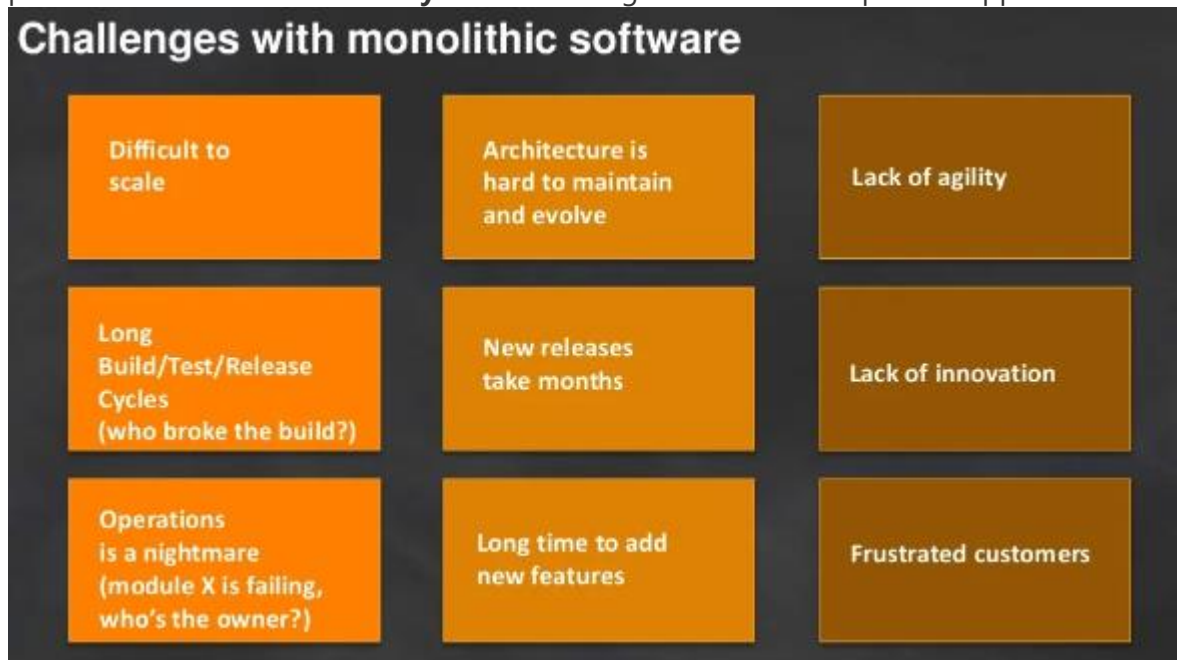 Challenges with monolithic software
Difficult to
scale
Architecture is
hard to maintain
and evolve
Lack of agility
Long
Build/Test/Release
Cycles
(who broke the build?)
New releases
take months
Lack of innovation
Operations
is a nightmare
(module X is failing,
who's the owner?)
Long time to add
new features
Frustrated customers